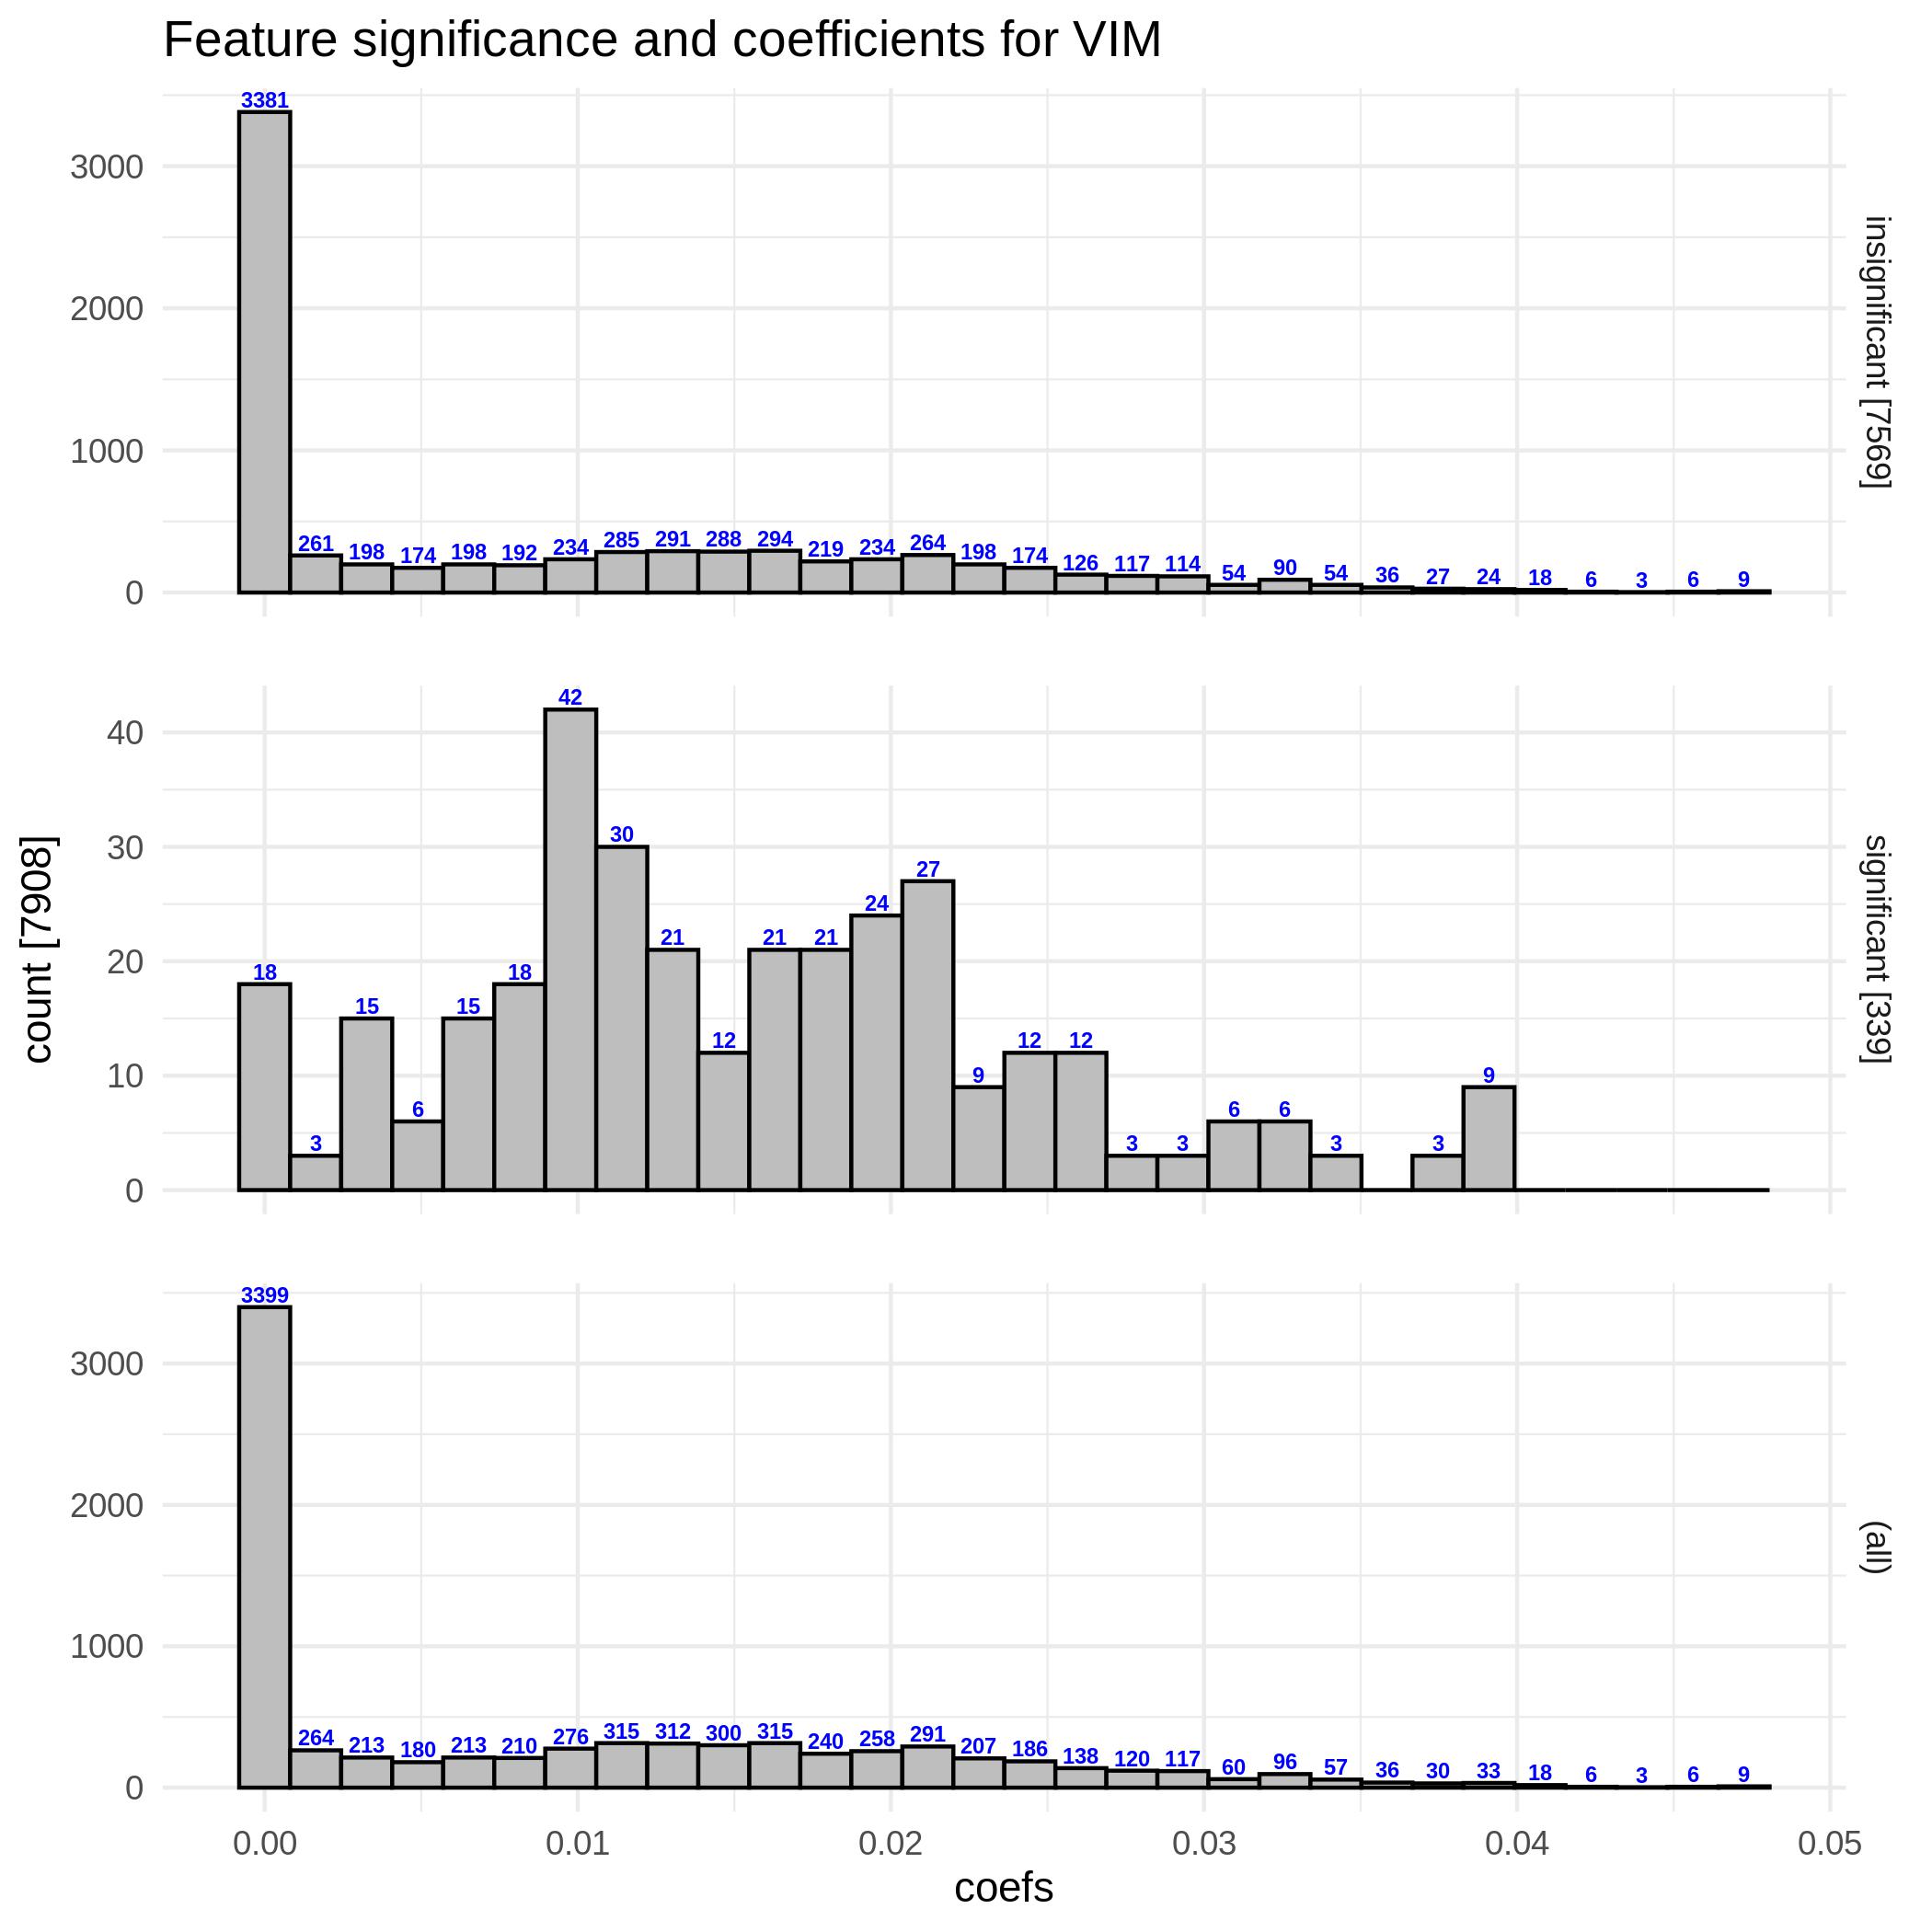 Feature significance and coefficients for VIM
count [7908]
3000
2000
1000
0
3381 261 198 174 198 192 234 285 291 288 294 219 234 264 198 174 126 117 114 54 90 54 36 27 24 18 6 3 6 9
insignificant [7569]
40
30
20
10
0
18 3 15 6 15 18 42 30 21 12 21 21 24 27 9 12 12 3 3 6 6 3 3 9
significant [339]
3000
2000
1000
0
3399 264 213 180 213 210 276 315 312 300 315 240 258 291 207 186 138 120 117 60 96 57 36 30 33 18 6 3 6 9
(all)
0.00 0.01 0.02 0.03 0.04 0.05
coefs